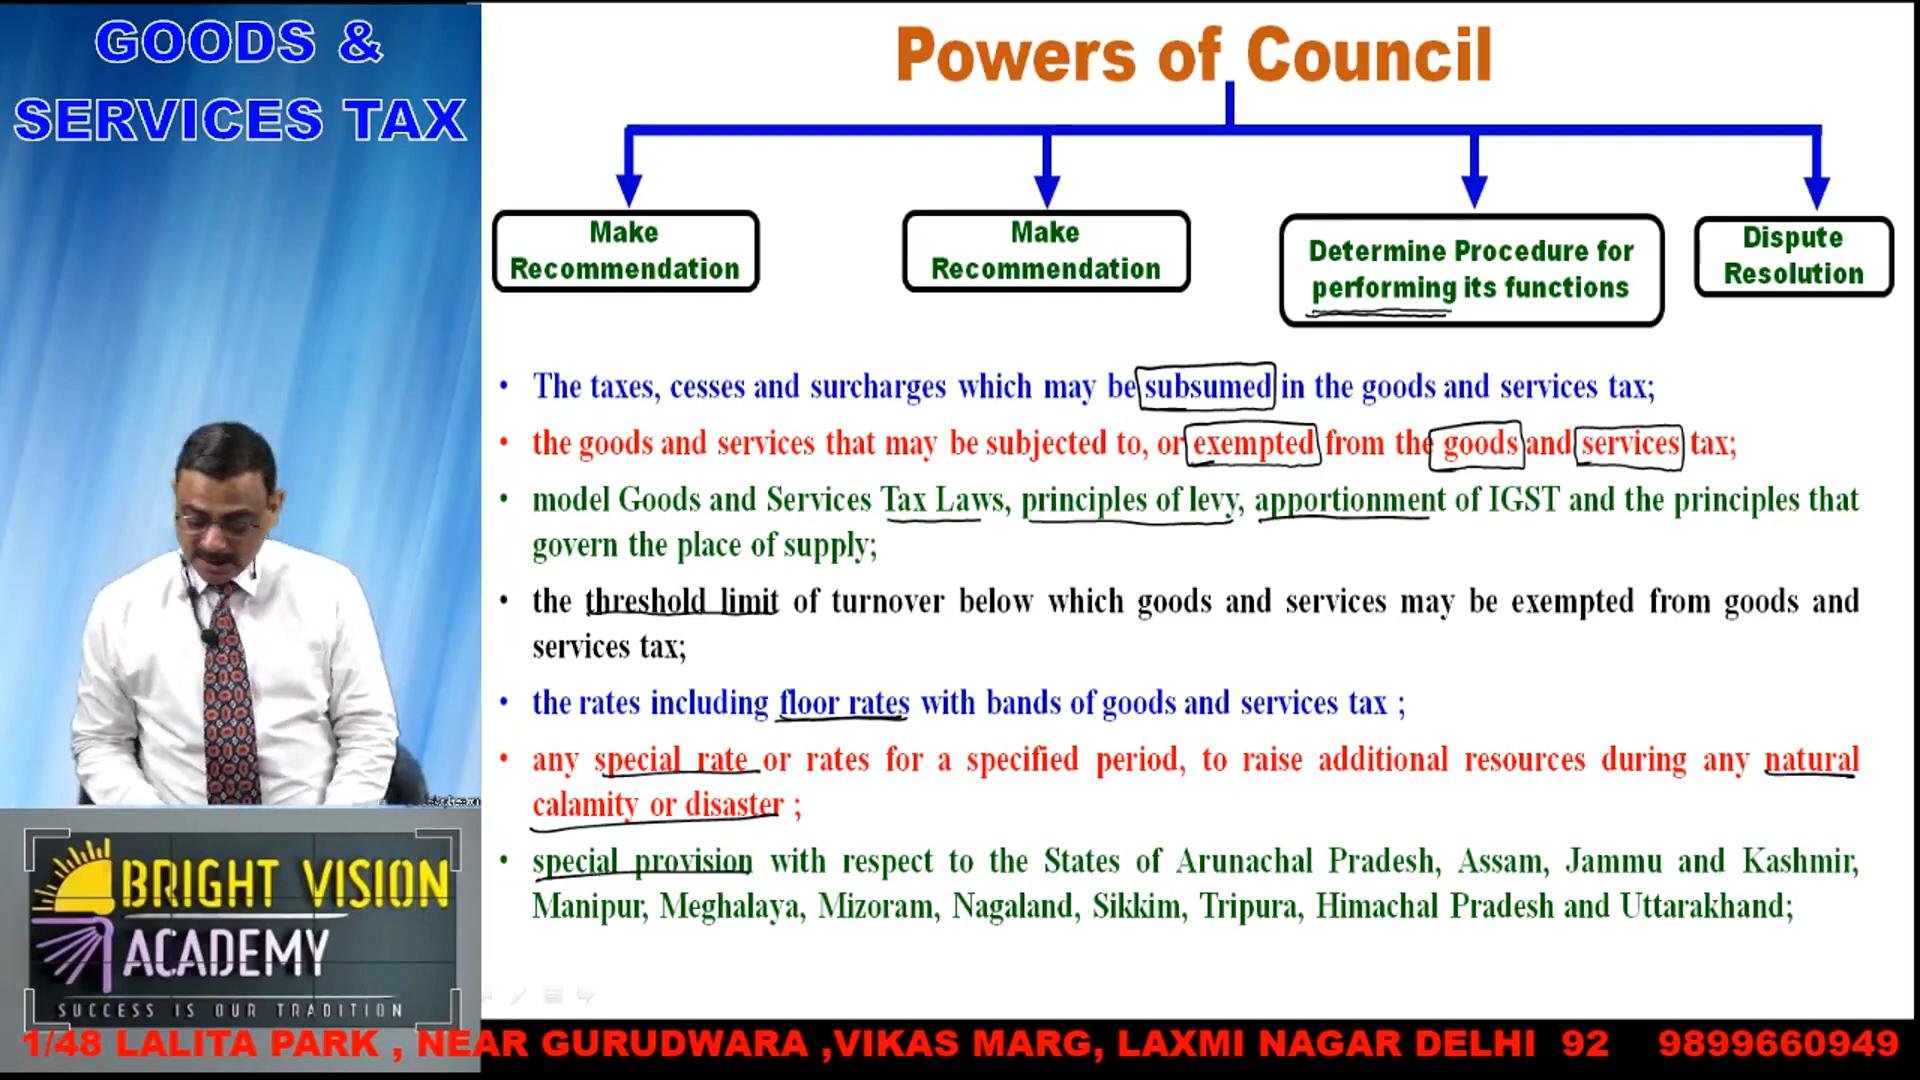 GOODS &
SERVICES TAX
Powers of Council
Make
Recommendation
Make
Recommendation
Determine Procedure for
performing its functions
Dispute
Resolution
• The taxes, cesses and surcharges which may be subsumed in the goods and services tax;
• the goods and services that may be subjected to, or exempted from the goods and services tax;
• model Goods and Services Tax Laws, principles of levy, apportionment of IGST and the principles that
govern the place of supply;
• the threshold limit of turnover below which goods and services may be exempted from goods and
services tax;
• the rates including floor rates with bands of goods and services tax ;
• any special rate or rates for a specified period, to raise additional resources during any natural
calamity or disaster ;
• special provision with respect to the States of Arunachal Pradesh, Assam, Jammu and Kashmir,
Manipur, Meghalaya, Mizoram, Nagaland, Sikkim, Tripura, Himachal Pradesh and Uttarakhand;
BRIGHT VISION
ACADEMY
SUCCESS IS OUR TRADITION
1/48 LALITA PARK , NEAR GURUDWARA ,VIKAS MARG, LAXMI NAGAR DELHI 92 9899660949